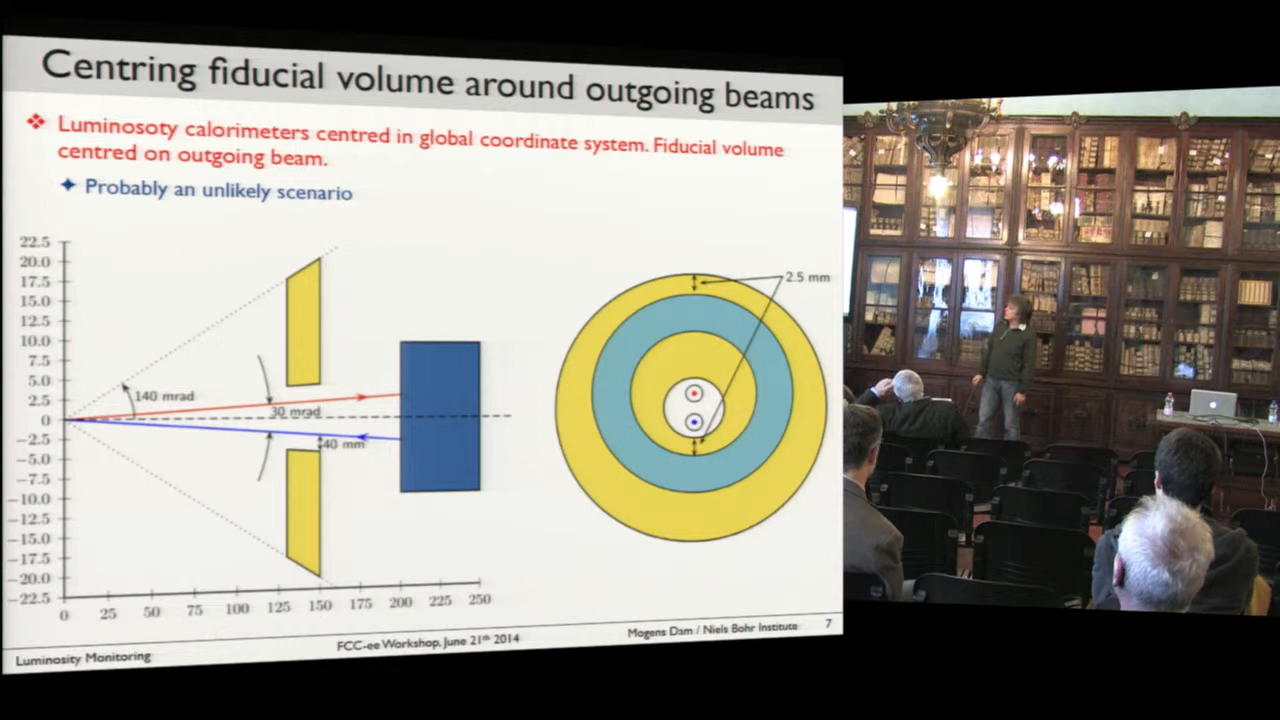 Centring fiducial volume around outgoing beams
❖ Luminosoty calorimeters centred in global coordinate system. Fiducial volume
centred on outgoing beam.
✦ Probably an unlikely scenario
22.5
20.0
17.5
15.0
12.5
10.0
7.5
5.0
2.5
0
−2.5
−5.0
−7.5
−10.0
−12.5
−15.0
−17.5
−20.0
−22.5
140 mrad
30 mrad
40 mm
2.5 mm
0 25 50 75 100 125 150 175 200 225 250
Luminosity Monitoring
FCC-ee Workshop, June 21th 2014
Mogens Dam / Niels Bohr Institute
7